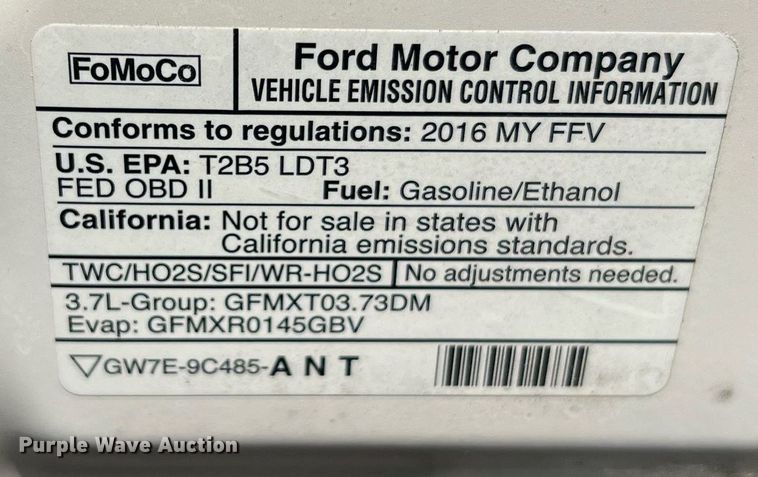 FoMoCo
Ford Motor Company
VEHICLE EMISSION CONTROL INFORMATION
Conforms to regulations: 2016 MY FFV
U.S. EPA: T2B5 LDT3
FED OBD II Fuel: Gasoline/Ethanol
California: Not for sale in states with
California emissions standards.
TWC/HO2S/SFI/WR-HO2S No adjustments needed.
3.7L-Group: GFMXT03.73DM
Evap: GFMXR0145GBV
GW7E-9C485-A N T
Purple Wave Auction